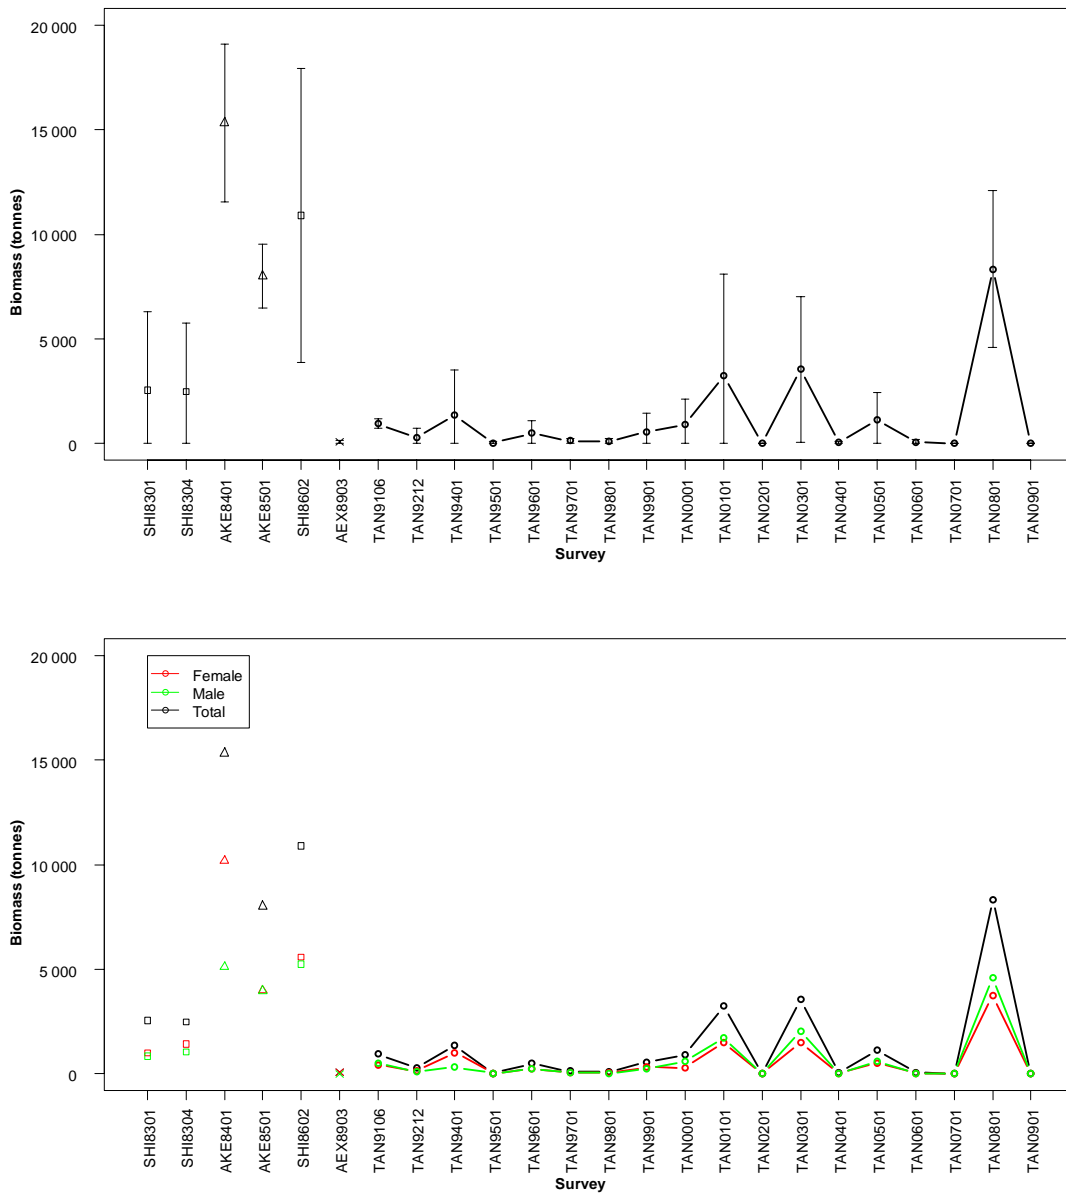 20 000
15 000
10 000
5 000
0
Biomass (tonnes)
SHI8301
SHI8304
AKE8401
AKE8501
SHI8602
AEX8903
TAN9106
TAN9212
TAN9401
TAN9501
TAN9601
TAN9701
TAN9801
TAN9901
TAN0001
TAN0101
TAN0201
TAN0301
TAN0401
TAN0501
TAN0601
TAN0701
TAN0801
TAN0901
Survey
20 000
15 000
10 000
5 000
0
Biomass (tonnes)
Female
Male
Total
SHI8301
SHI8304
AKE8401
AKE8501
SHI8602
AEX8903
TAN9106
TAN9212
TAN9401
TAN9501
TAN9601
TAN9701
TAN9801
TAN9901
TAN0001
TAN0101
TAN0201
TAN0301
TAN0401
TAN0501
TAN0601
TAN0701
TAN0801
TAN0901
Survey